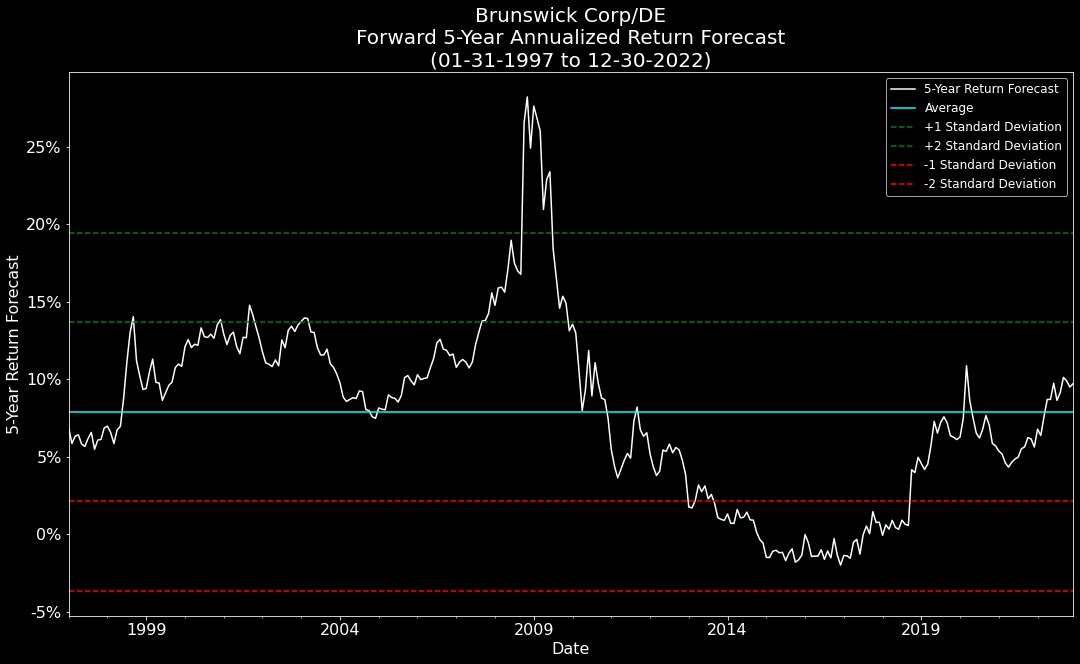 Brunswick Corp/DE
Forward 5-Year Annualized Return Forecast
(01-31-1997 to 12-30-2022)
5-Year Return Forecast
Average
+1 Standard Deviation
+2 Standard Deviation
-1 Standard Deviation
-2 Standard Deviation
5-Year Return Forecast
25%
20%
15%
10%
5%
0%
-5%
1999 2004 2009 2014 2019
Date